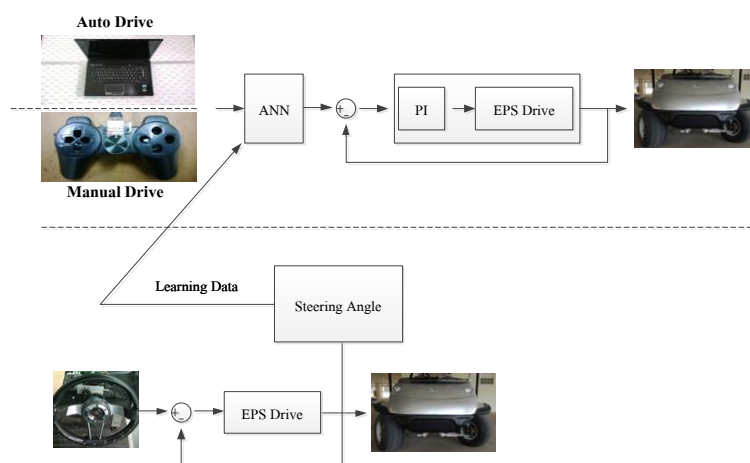 Auto Drive
ANN
PI
EPS Drive
Manual Drive
Learning Data
Steering Angle
EPS Drive